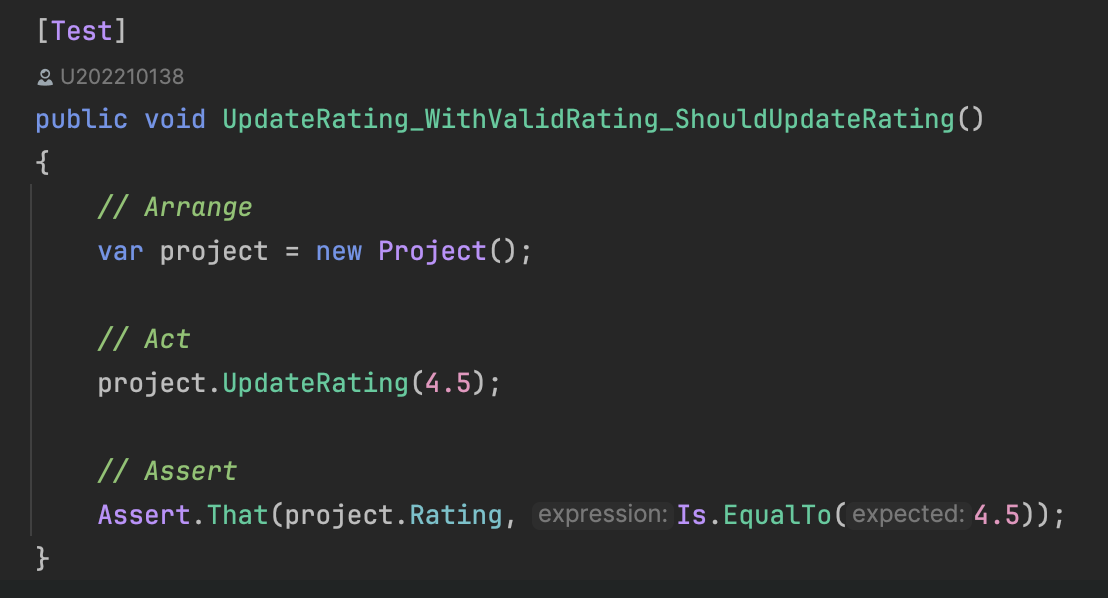 [Test]
U202210138
public void UpdateRating_WithValidRating_ShouldUpdateRating()
{
// Arrange
var project = new Project();
// Act
project.UpdateRating(4.5);
// Assert
Assert.That(project.Rating, expression: Is.EqualTo(expected: 4.5));
}